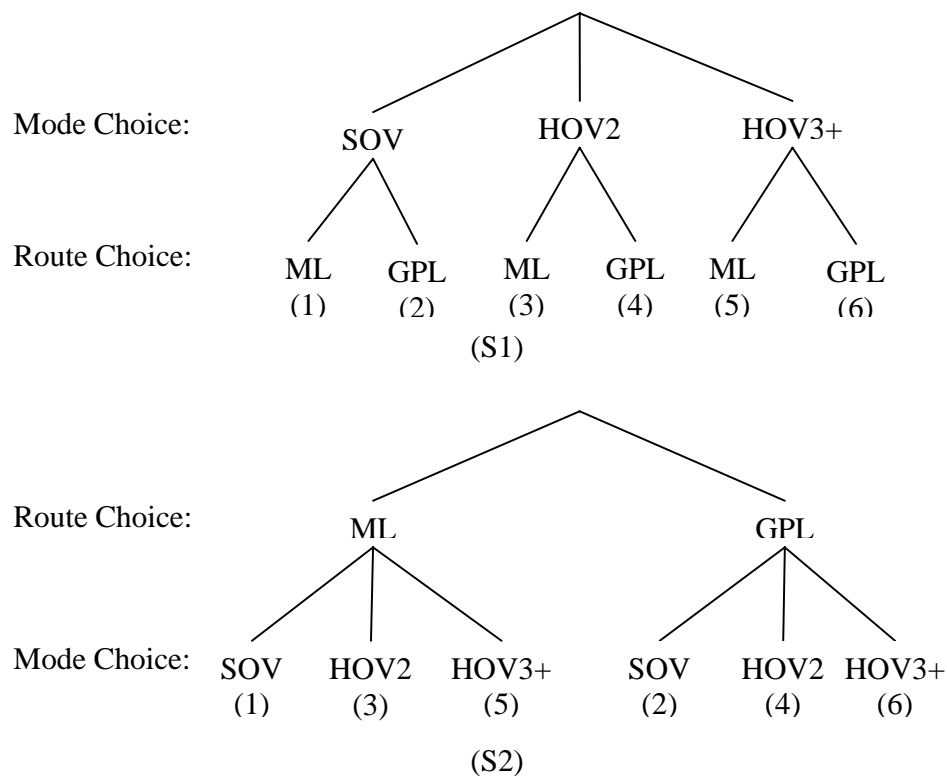 Mode Choice: SOV HOV2 HOV3+
Route Choice: ML GPL ML GPL ML GPL
(1) (2) (3) (4) (5) (6)
(S1)
Route Choice: ML GPL
Mode Choice: SOV HOV2 HOV3+ SOV HOV2 HOV3+
(1) (3) (5) (2) (4) (6)
(S2)